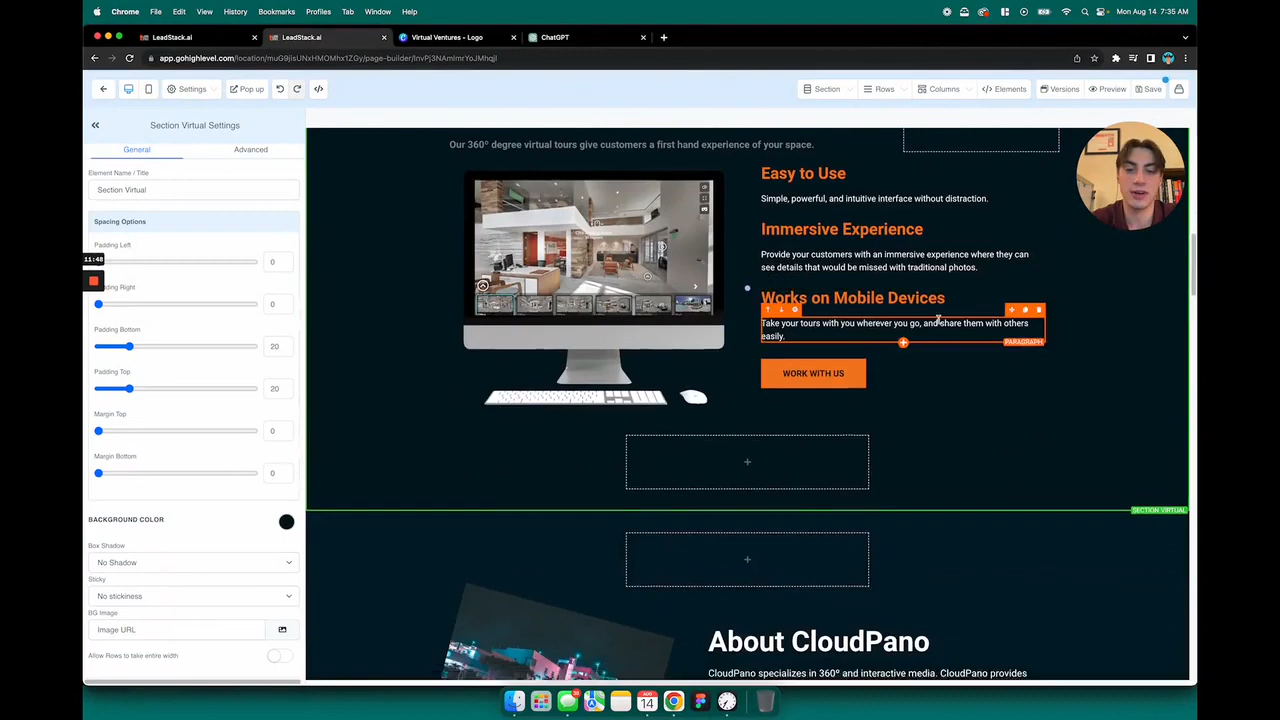 Chrome File Edit View History Bookmarks Profiles Tab Window Help
Mon Aug 14 7:35 AM
LeadStack.ai
LeadStack.ai
Virtual Ventures - Logo
ChatGPT
app.gohighlevel.com/location/muG9jisUNxHMOMhx1ZGy/page-builder/lnvPj3NAmlmrYoJMhqjl
Settings
Pop up
Section
Rows
Columns
Elements
Versions
Preview
Save
Section Virtual Settings
General
Advanced
Element Name / Title
Section Virtual
Spacing Options
Padding Left
0
11:48
Padding Right
0
Padding Bottom
20
Padding Top
20
Margin Top
0
Margin Bottom
0
BACKGROUND COLOR
Box Shadow
No Shadow
Sticky
No stickiness
BG Image
Image URL
Allow Rows to take entire width
Our 360º degree virtual tours give customers a first hand experience of your space.
Easy to Use
Simple, powerful, and intuitive interface without distraction.
Immersive Experience
Provide your customers with an immersive experience where they can
see details that would be missed with traditional photos.
Works on Mobile Devices
Take your tours with you wherever you go, and share them with others
easily.
PARAGRAPH
WORK WITH US
SECTION VIRTUAL
About CloudPano
CloudPano specializes in 360º and interactive media. CloudPano provides